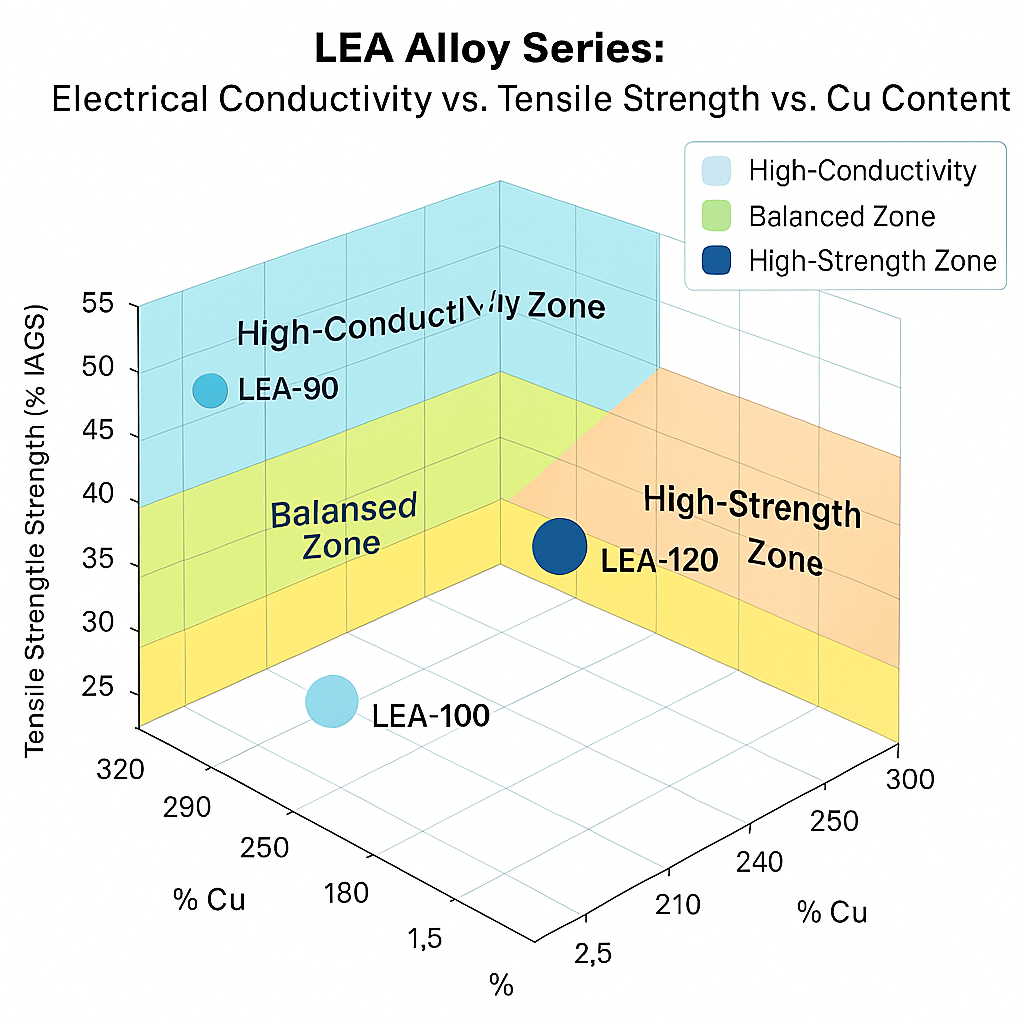 LEA Alloy Series:
Electrical Conductivity vs. Tensile Strength vs. Cu Content
High-Conductivity
Balanced Zone
High-Strength Zone
Tensile Strengtle Strength (% IAGS)
55
50
45
40
35
30
25
Zone
LEA-90
Balansed
Zone
High-Strength
Zone
LEA-120
LEA-100
320
290
250
180
1,5
% Cu
%
2,5
210
240
250
300
% Cu